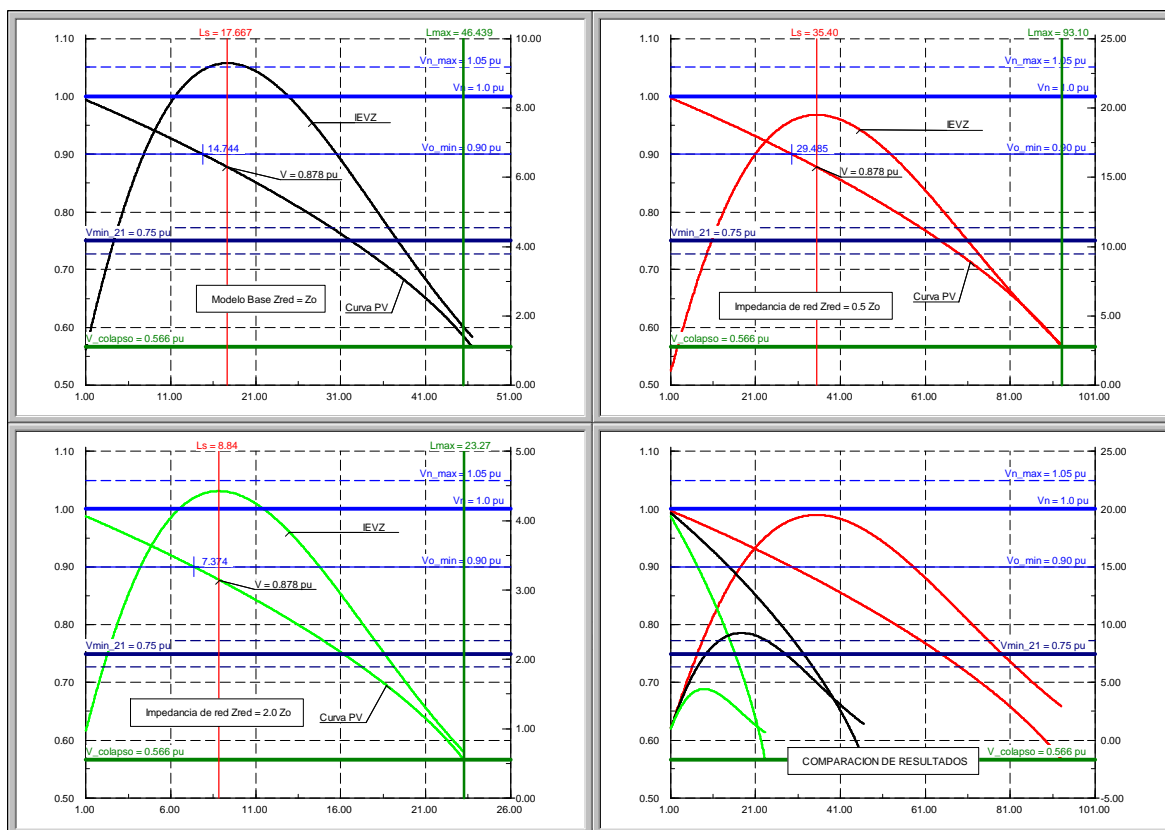 Ls = 17.667
Lmax = 46.439
1.10
10.00
Vn_max = 1.05 pu
Vn = 1.0 pu
1.00
8.00
IEVZ
14.744
Vo_min = 0.90
0.90
V = 0.878 pu
6.00
0.80
Vmin_21 = 0.75 pu
4.00
0.70
Modelo Base Zred = Zo
Curva PV
0.60
2.00
V_colapso = 0.566 pu
0.50
0.00
1.00 11.00 21.00 31.00 41.00 51.00
Ls = 35.40
Lmax = 93.10
1.10
25.00
Vn_max = 1.05 pu
Vn = 1.0 pu
1.00
20.00
IEVZ
29.485
Vo_min = 0.90
0.90
V = 0.878 pu
15.00
0.80
Vmin_21 = 0.75 pu
10.00
0.70
Impedancia de red Zred = 0.5 Zo
Curva PV
0.60
5.00
V_colapso = 0.566 pu
0.50
0.00
1.00 21.00 41.00 61.00 81.00 101.00
Ls = 8.84
Lmax = 23.27
1.10
5.00
Vn_max = 1.05 pu
Vn = 1.0 pu
1.00
4.00
IEVZ
7.374
Vo_min = 0.90
0.90
V = 0.878 pu
3.00
0.80
Vmin_21 = 0.75 pu
2.00
0.70
Impedancia de red Zred = 2.0 Zo
Curva PV
0.60
1.00
V_colapso = 0.566 pu
0.50
0.00
1.00 6.00 11.00 16.00 21.00 26.00
1.10
25.00
Vn_max = 1.05 pu
Vn = 1.0 pu
1.00
20.00
Vo_min = 0.90
0.90
15.00
0.80
10.00
Vmin_21 = 0.75 pu
0.70
5.00
0.60
0.00
V_colapso = 0.566 pu
COMPARACION DE RESULTADOS
0.50
-5.00
1.00 21.00 41.00 61.00 81.00 101.00